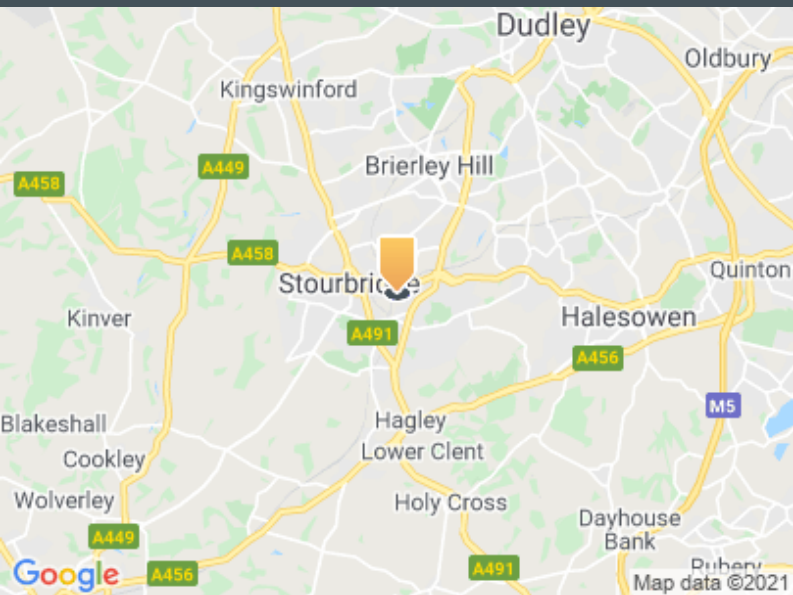 Dudley
Oldbury
Kingswinford
Brierley Hill
A449
A458
A458
Quinton
Stourbridge
Kinver
Halesowen
A491
A456
M5
Hagley
Blakeshall
Lower Clent
Cookley
Wolverley
Holy Cross
Dayhouse
Bank
A449
Rubery
A491
Google
A456
Map data ©2021